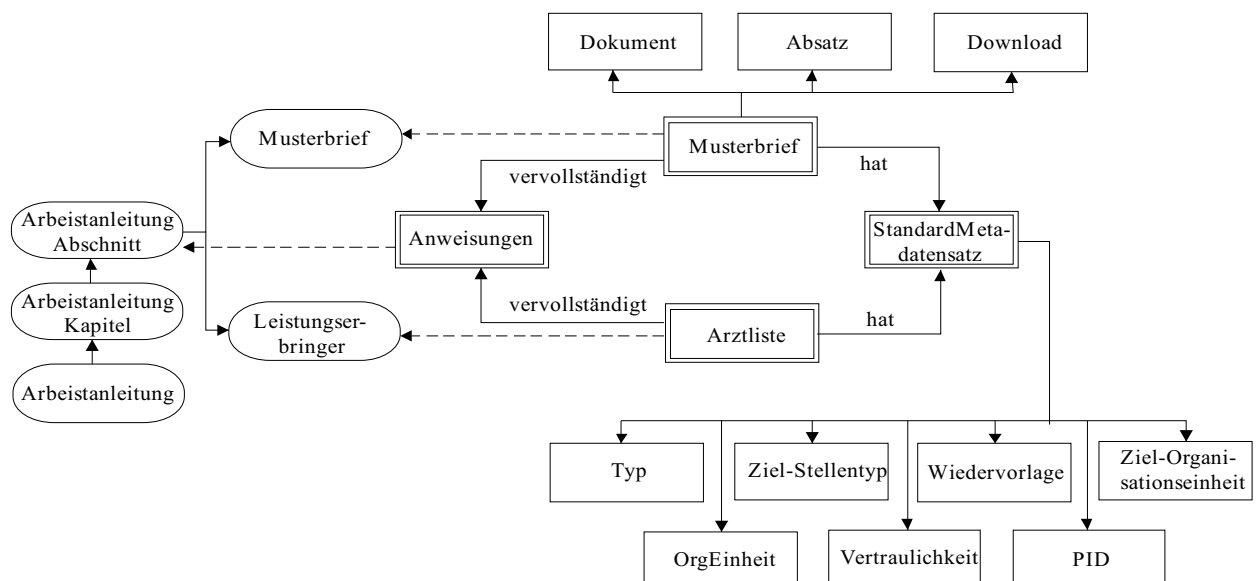 Dokument
Absatz
Download
Musterbrief
Musterbrief
vervollständigt
hat
Arbeistanleitung
Abschnitt
Anweisungen
StandardMeta-
datensatz
Arbeistanleitung
Kapitel
vervollständigt
hat
Leistungser-
bringer
Arztliste
Arbeistanleitung
Typ
Ziel-Stellentyp
Wiedervorlage
Ziel-Organi-
sationseinheit
OrgEinheit
Vertraulichkeit
PID